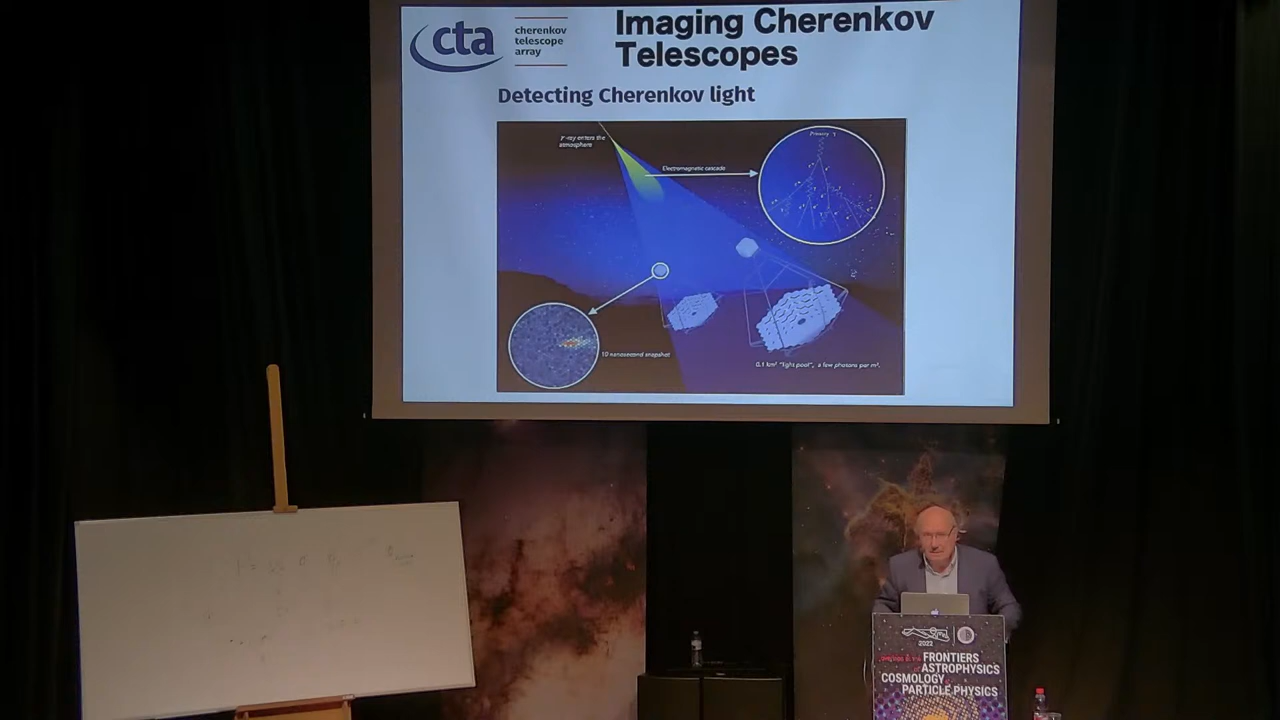 cta
cherenkov
telescope
array
Imaging Cherenkov
Telescopes
Detecting Cherenkov light
γ-ray enters the
atmosphere
Electromagnetic cascade
Primary γ
10 nanosecond snapshot
0.1 km² "light pool", a few photons per m².
2022
FRONTIERS
ASTROPHYSICS
COSMOLOGY
PARTICLE PHYSICS